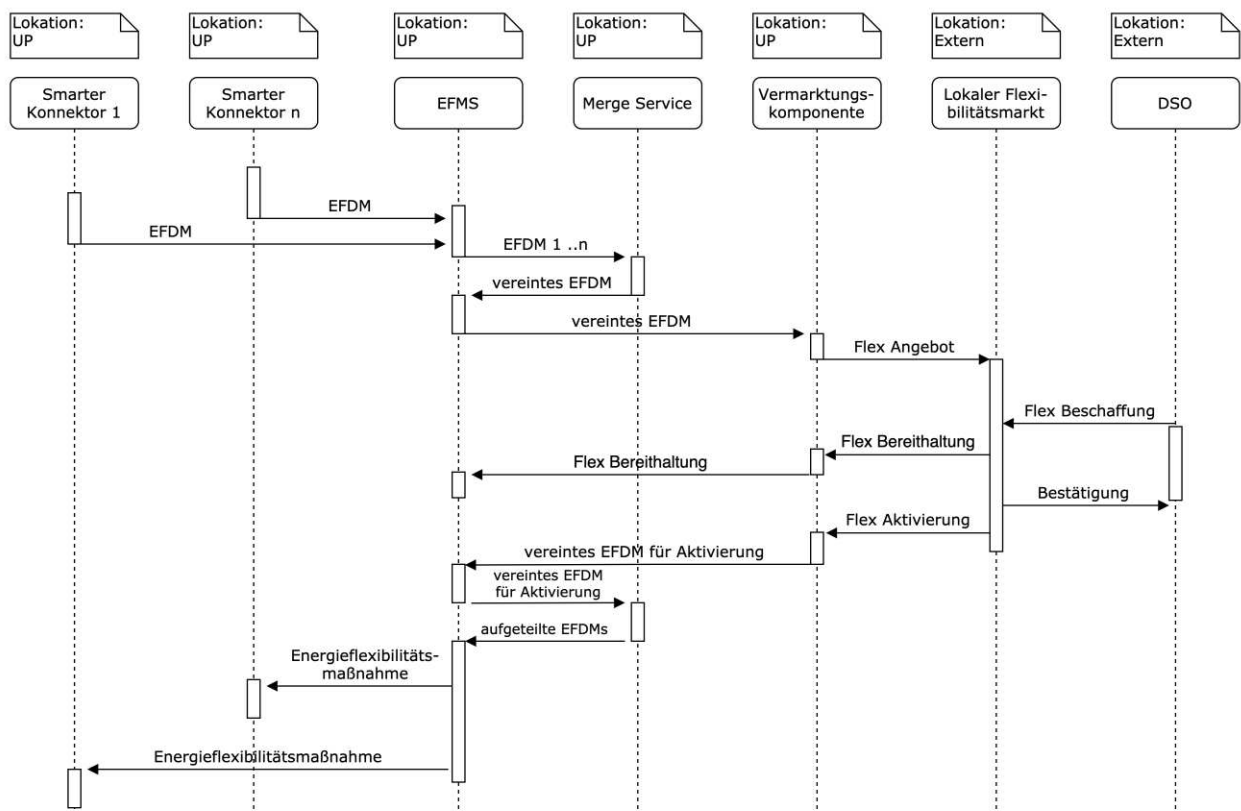 Lokation:
UP
Lokation:
UP
Lokation:
UP
Lokation:
UP
Lokation:
UP
Lokation:
Extern
Lokation:
Extern
Smarter
Konnektor 1
Smarter
Konnektor n
EFMS
Merge Service
Vermarktungs-
komponente
Lokaler Flexi-
bilitätsmarkt
DSO
EFDM
EFDM
EFDM 1 ..n
vereintes EFDM
vereintes EFDM
Flex Angebot
Flex Beschaffung
Flex Bereithaltung
Flex Bereithaltung
Bestätigung
Flex Aktivierung
vereintes EFDM für Aktivierung
vereintes EFDM
für Aktivierung
aufgeteilte EFDMs
Energieflexibilitäts-
maßnahme
Energieflexibilitätsmaßnahme